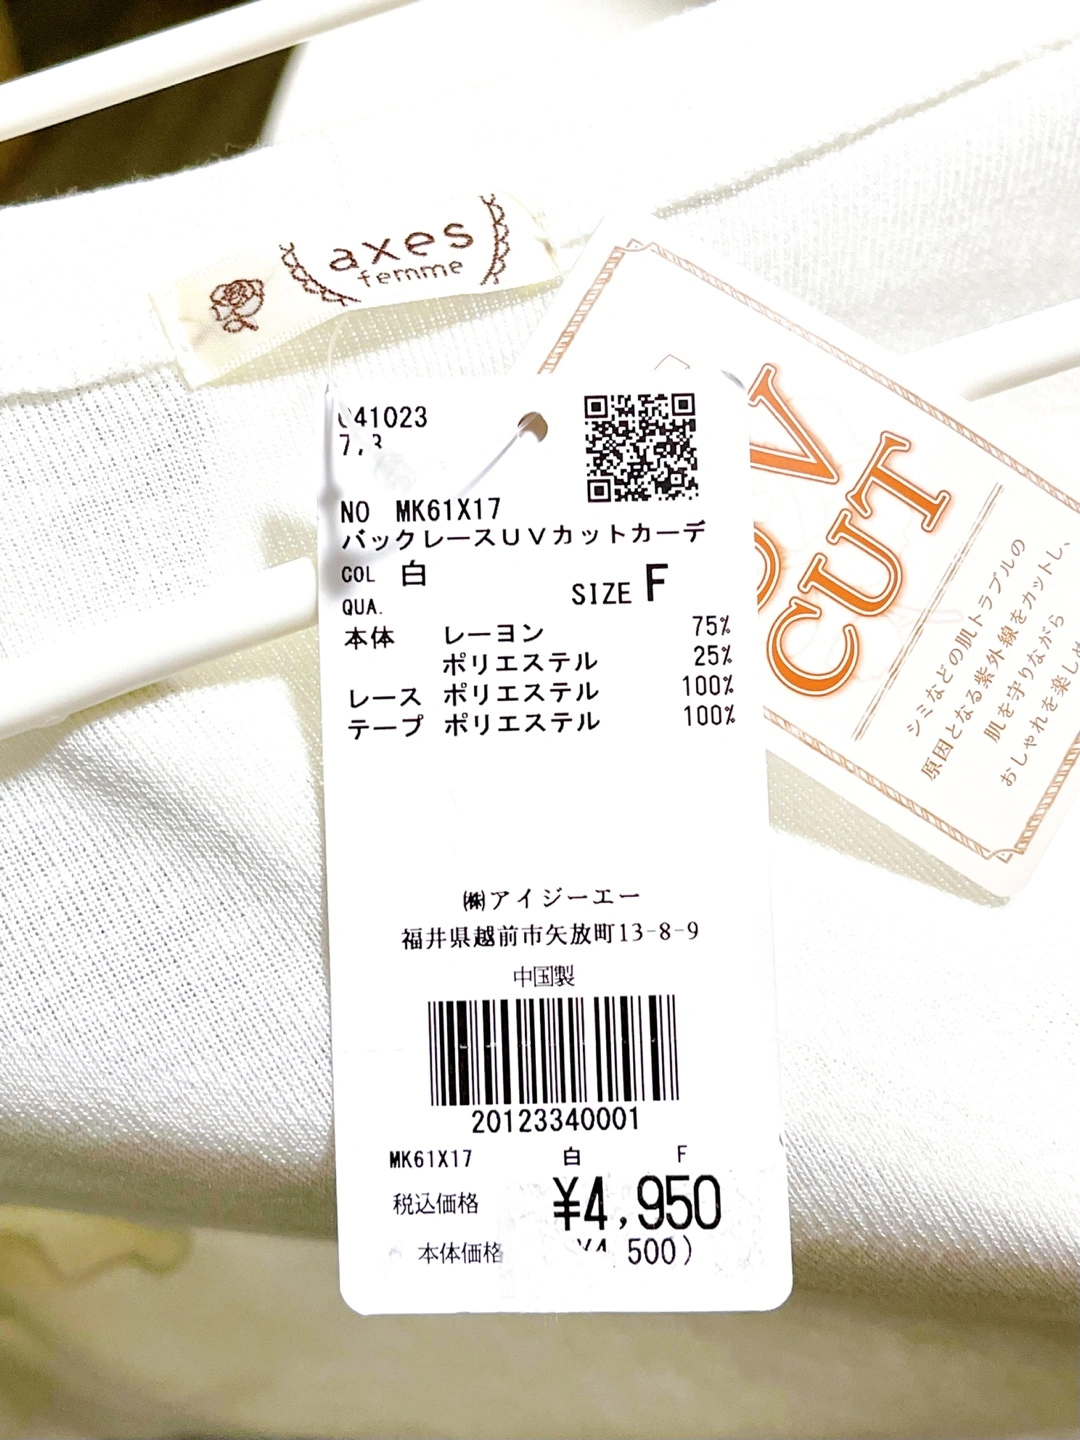 axes
femme
41023
NO MK61X17
バックレースUVカットカーデ
COL 白
SIZE F
QUA.
本体 レーヨン 75%
ポリエステル 25%
レース ポリエステル 100%
テープ ポリエステル 100%
㈱アイジーエー
福井県越前市矢放町13-8-9
中国製
20123340001
MK61X17 白 F
税込価格 ¥4,950
本体価格 ¥4,500)
UV
CUT
シミなどの肌トラブルの
原因となる紫外線をカットし、
肌を守りながら
おしゃれを楽しめ